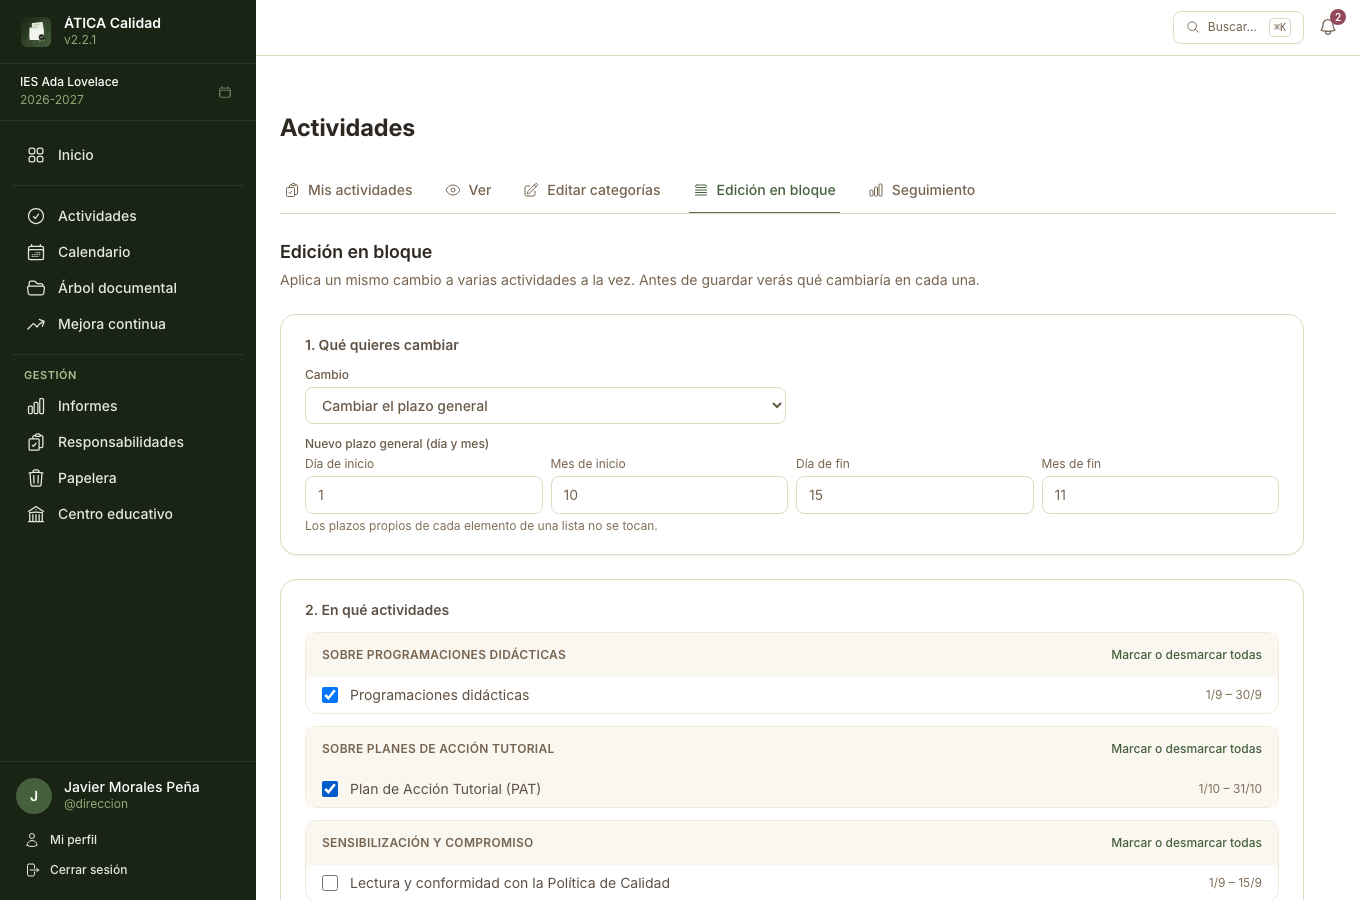 ÁTICA Calidad
v2.2.1
IES Ada Lovelace
2026-2027
Inicio
Actividades
Calendario
Árbol documental
Mejora continua
GESTIÓN
Informes
Responsabilidades
Papelera
Centro educativo
J
Javier Morales Peña
@direccion
Mi perfil
Cerrar sesión
Buscar...
⌘K
2
Actividades
Mis actividades
Ver
Editar categorías
Edición en bloque
Seguimiento
Edición en bloque
Aplica un mismo cambio a varias actividades a la vez. Antes de guardar verás qué cambiaría en cada una.
1. Qué quieres cambiar
Cambio
Cambiar el plazo general
Nuevo plazo general (día y mes)
Día de inicio
Mes de inicio
Día de fin
Mes de fin
1
10
15
11
Los plazos propios de cada elemento de una lista no se tocan.
2. En qué actividades
SOBRE PROGRAMACIONES DIDÁCTICAS
Marcar o desmarcar todas
Programaciones didácticas
1/9 – 30/9
SOBRE PLANES DE ACCIÓN TUTORIAL
Marcar o desmarcar todas
Plan de Acción Tutorial (PAT)
1/10 – 31/10
SENSIBILIZACIÓN Y COMPROMISO
Marcar o desmarcar todas
Lectura y conformidad con la Política de Calidad
1/9 – 15/9